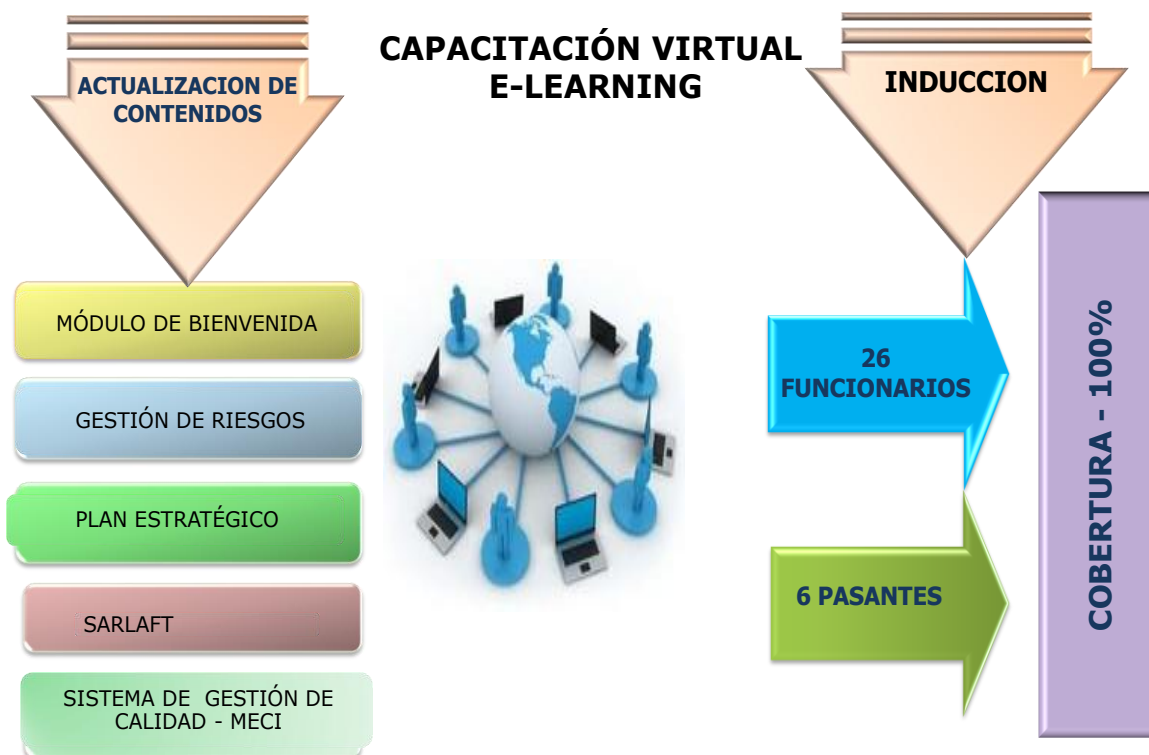 CAPACITACIÓN VIRTUAL
E-LEARNING
ACTUALIZACION DE
CONTENIDOS
MÓDULO DE BIENVENIDA
GESTIÓN DE RIESGOS
PLAN ESTRATÉGICO
SARLAFT
SISTEMA DE GESTIÓN DE
CALIDAD - MECI
INDUCCION
26
FUNCIONARIOS
6 PASANTES
COBERTURA - 100%